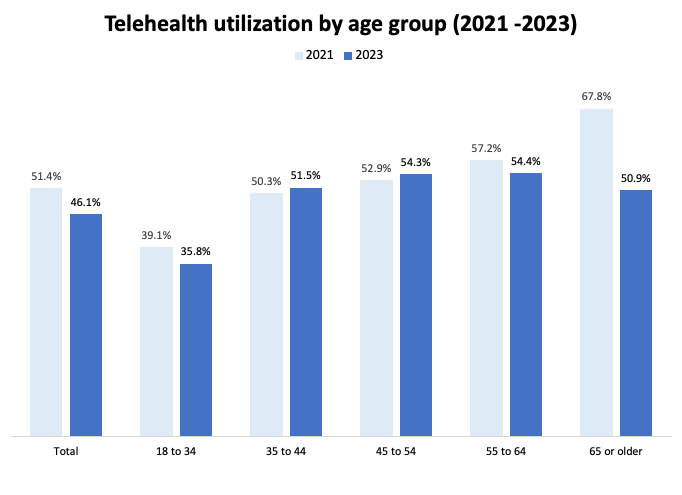 Telehealth utilization by age group (2021 -2023)
2021 2023
51.4% 46.1% 39.1% 35.8% 50.3% 51.5% 52.9% 54.3% 57.2% 54.4% 67.8% 50.9%
Total 18 to 34 35 to 44 45 to 54 55 to 64 65 or older